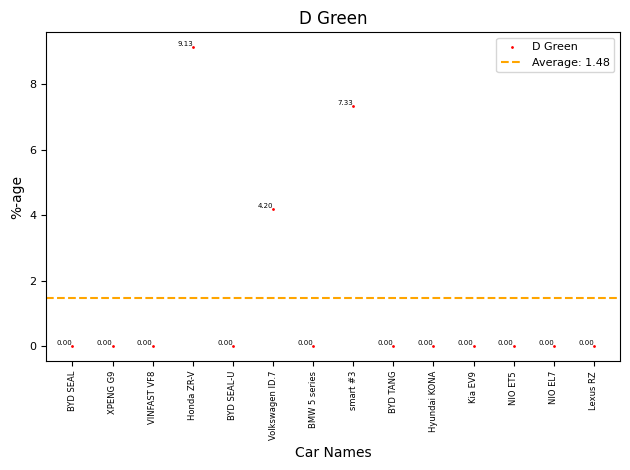 D Green
%-age
8
6
4
2
0
9.13
7.33
4.20
0.00
0.00
0.00
0.00
0.00
0.00
0.00
0.00
0.00
0.00
0.00
D Green
Average: 1.48
BYD SEAL
XPENG G9
VINFAST VF8
Honda ZR-V
BYD SEAL-U
Volkswagen ID.7
BMW 5 series
smart #3
BYD TANG
Hyundai KONA
Kia EV9
NIO ET5
NIO EL7
Lexus RZ
Car Names